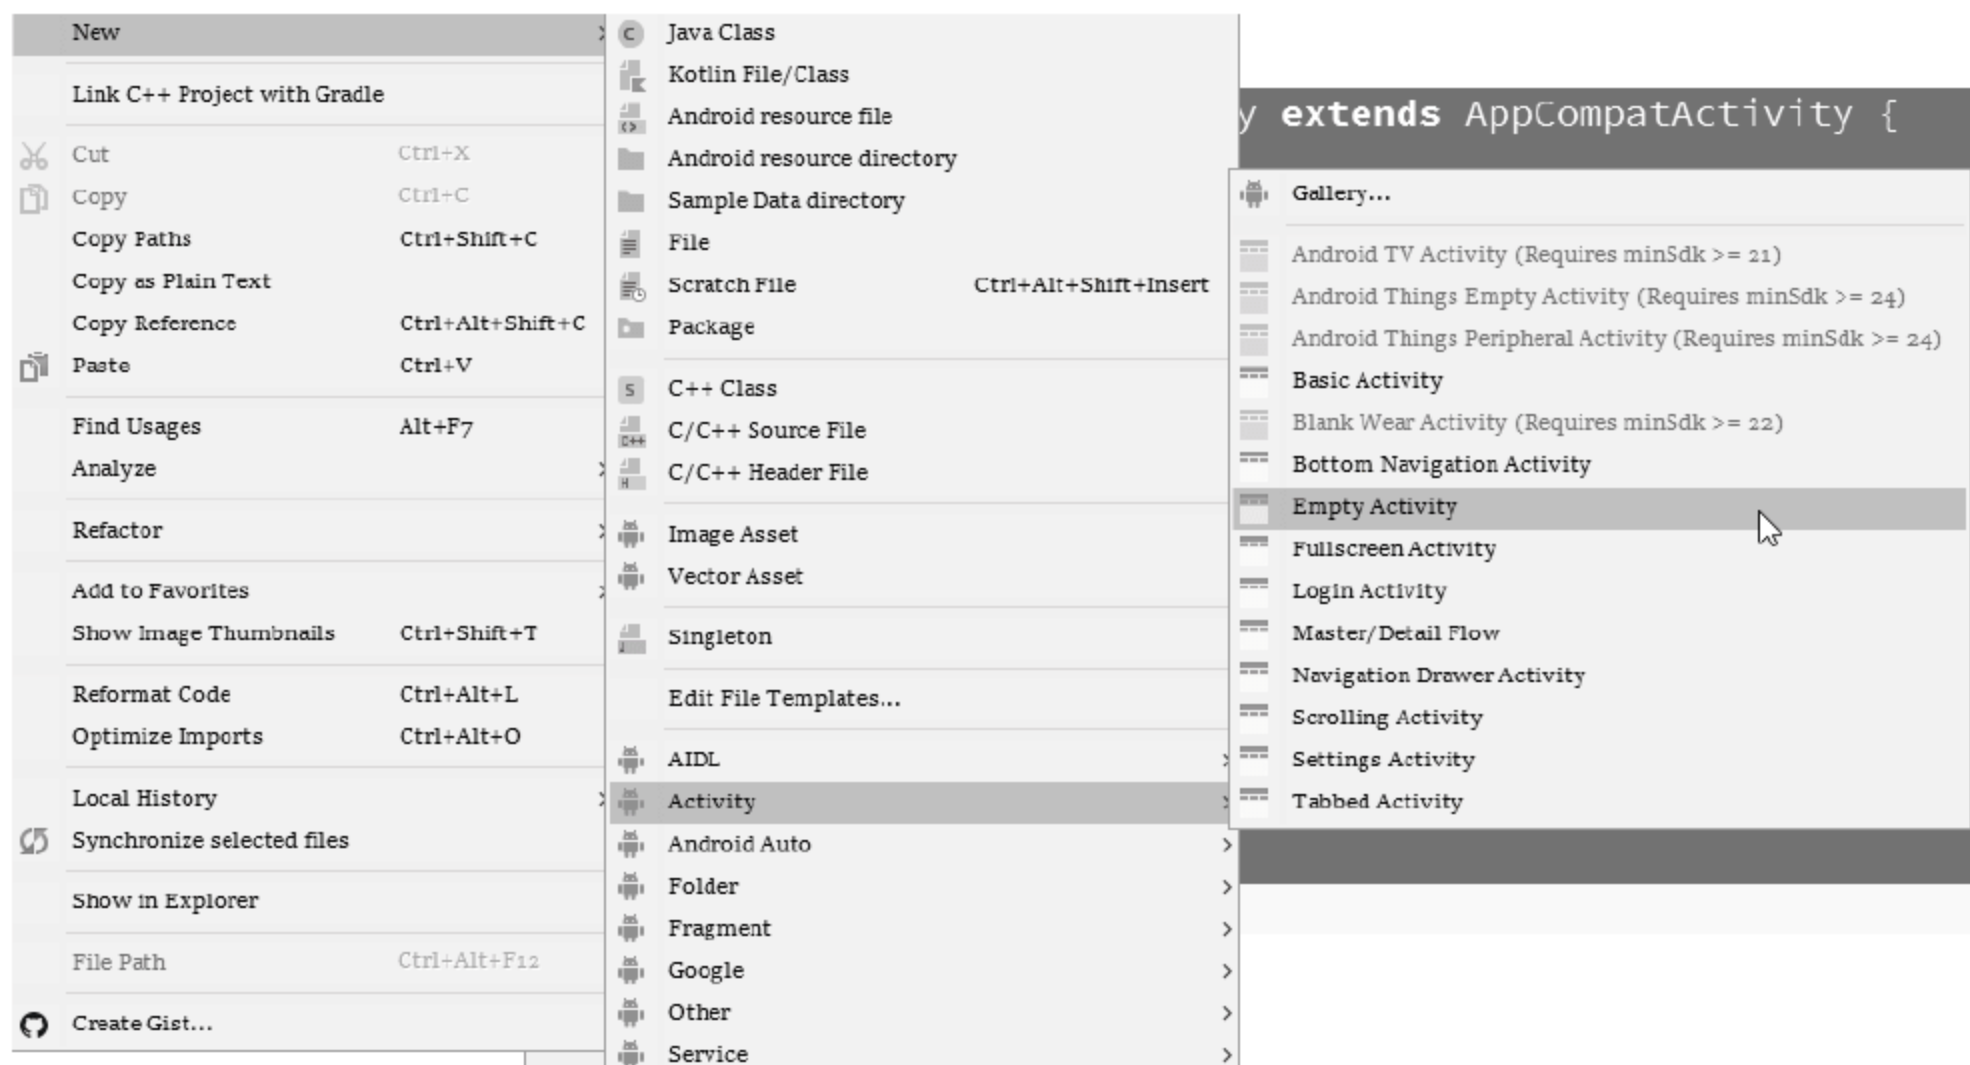 New
Link C++ Project with Gradle
Cut Ctrl+X
Copy Ctrl+C
Copy Paths Ctrl+Shift+C
Copy as Plain Text
Copy Reference Ctrl+Alt+Shift+C
Paste Ctrl+V
Find Usages Alt+F7
Analyze
Refactor
Add to Favorites
Show Image Thumbnails Ctrl+Shift+T
Reformat Code Ctrl+Alt+L
Optimize Imports Ctrl+Alt+O
Local History
Synchronize selected files
Show in Explorer
File Path Ctrl+Alt+F12
Create Gist...
Java Class
Kotlin File/Class
Android resource file
Android resource directory
Sample Data directory
File
Scratch File Ctrl+Alt+Shift+Insert
Package
C++ Class
C/C++ Source File
C/C++ Header File
Image Asset
Vector Asset
Singleton
Edit File Templates...
AIDL
Activity
Android Auto
Folder
Fragment
Google
Other
Service
y extends AppCompatActivity {
Gallery...
Android TV Activity (Requires minSdk >= 21)
Android Things Empty Activity (Requires minSdk >= 24)
Android Things Peripheral Activity (Requires minSdk >= 24)
Basic Activity
Blank Wear Activity (Requires minSdk >= 22)
Bottom Navigation Activity
Empty Activity
Fullscreen Activity
Login Activity
Master/Detail Flow
Navigation Drawer Activity
Scrolling Activity
Settings Activity
Tabbed Activity